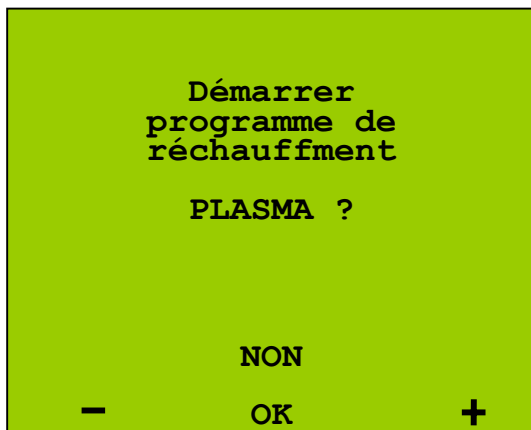 Démarrer
programme de
réchauffment
PLASMA ?
NON
- OK +